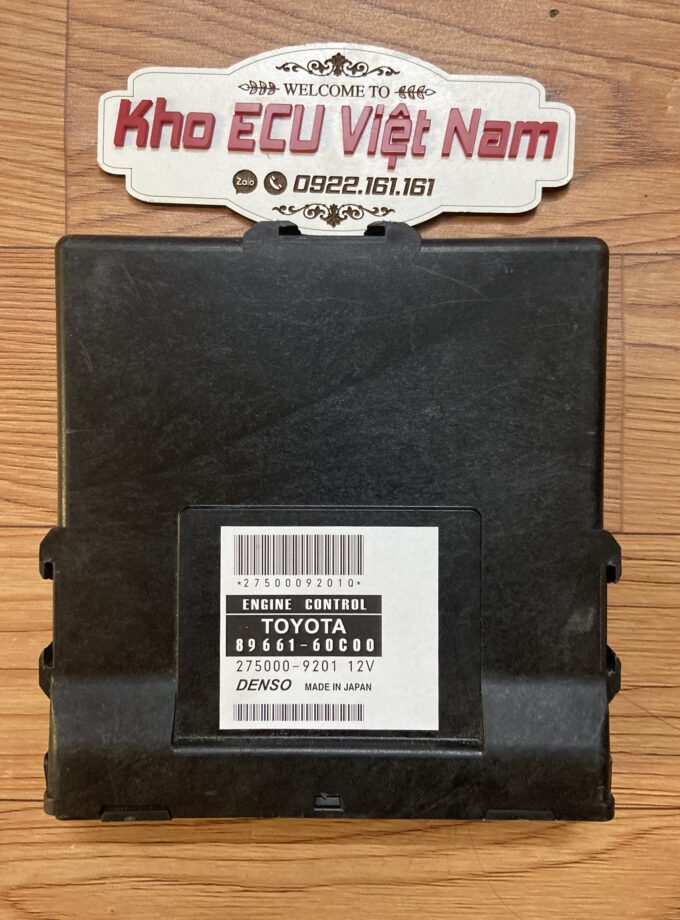 WELCOME TO
Kho ECU Việt Nam
Zalo 0922.161.161
*27500092010*
ENGINE CONTROL
TOYOTA
89661-60C00
275000-9201 12V
DENSO MADE IN JAPAN